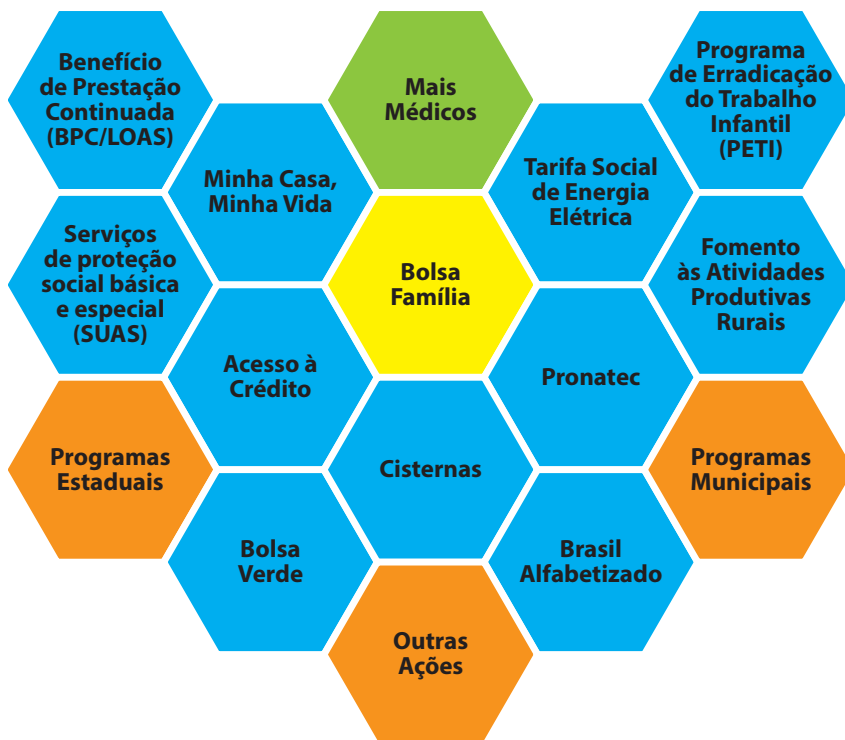 Benefício
de Prestação
Continuada
(BPC/LOAS)
Mais
Médicos
Programa
de Erradicação
do Trabalho
Infantil
(PETI)
Minha Casa,
Minha Vida
Tarifa Social
de Energia
Elétrica
Serviços
de proteção
social básica
e especial
(SUAS)
Bolsa
Família
Fomento
às Atividades
Produtivas
Rurais
Acesso à
Crédito
Pronatec
Programas
Estaduais
Cisternas
Programas
Municipais
Bolsa
Verde
Brasil
Alfabetizado
Outras
Ações